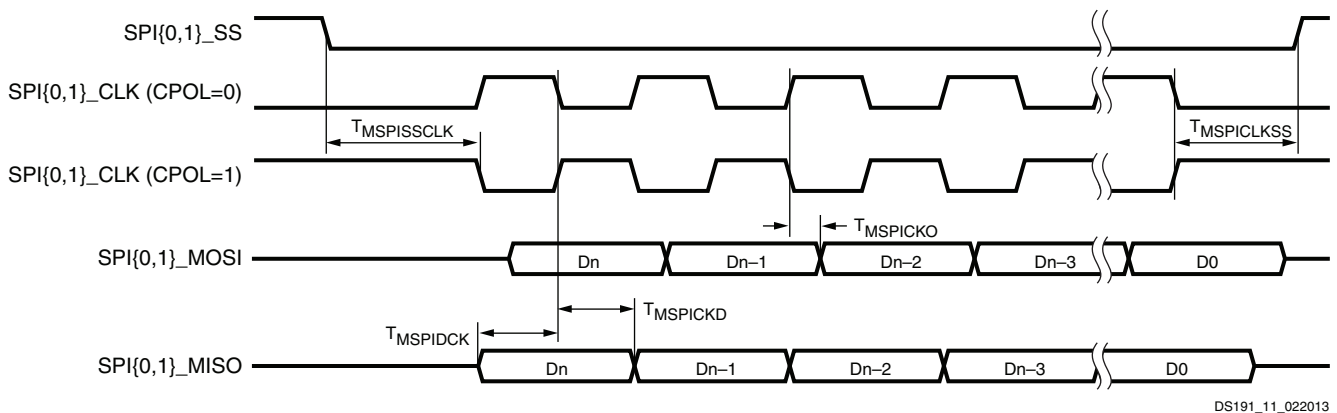 SPI{0,1}_SS
SPI{0,1}_CLK (CPOL=0)
TMSPISSCLK
TMSPICLKSS
SPI{0,1}_CLK (CPOL=1)
TMSPICKO
SPI{0,1}_MOSI
Dn
Dn–1
Dn–2
Dn–3
D0
TMSPICKD
TMSPIDCK
SPI{0,1}_MISO
Dn
Dn–1
Dn–2
Dn–3
D0
DS191_11_022013